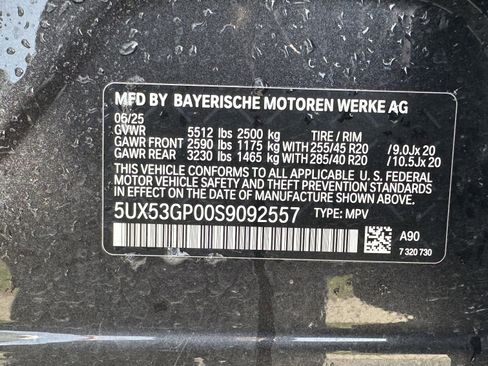 MFD BY BAYERISCHE MOTOREN WERKE AG
06/25
GVWR 5512 lbs 2500 kg TIRE / RIM
GAWR FRONT 2590 lbs 1175 kg WITH 255/45 R20 /9.0Jx 20
GAWR REAR 3230 lbs 1465 kg WITH 285/40 R20 /10.5Jx 20
THIS VEHICLE CONFORMS TO ALL APPLICABLE U. S. FEDERAL
MOTOR VEHICLE SAFETY AND THEFT PREVENTION STANDARDS
IN EFFECT ON THE DATE OF MANUFACTURE SHOWN ABOVE.
5UX53GP00S9092557 TYPE: MPV
A90
7 320 730